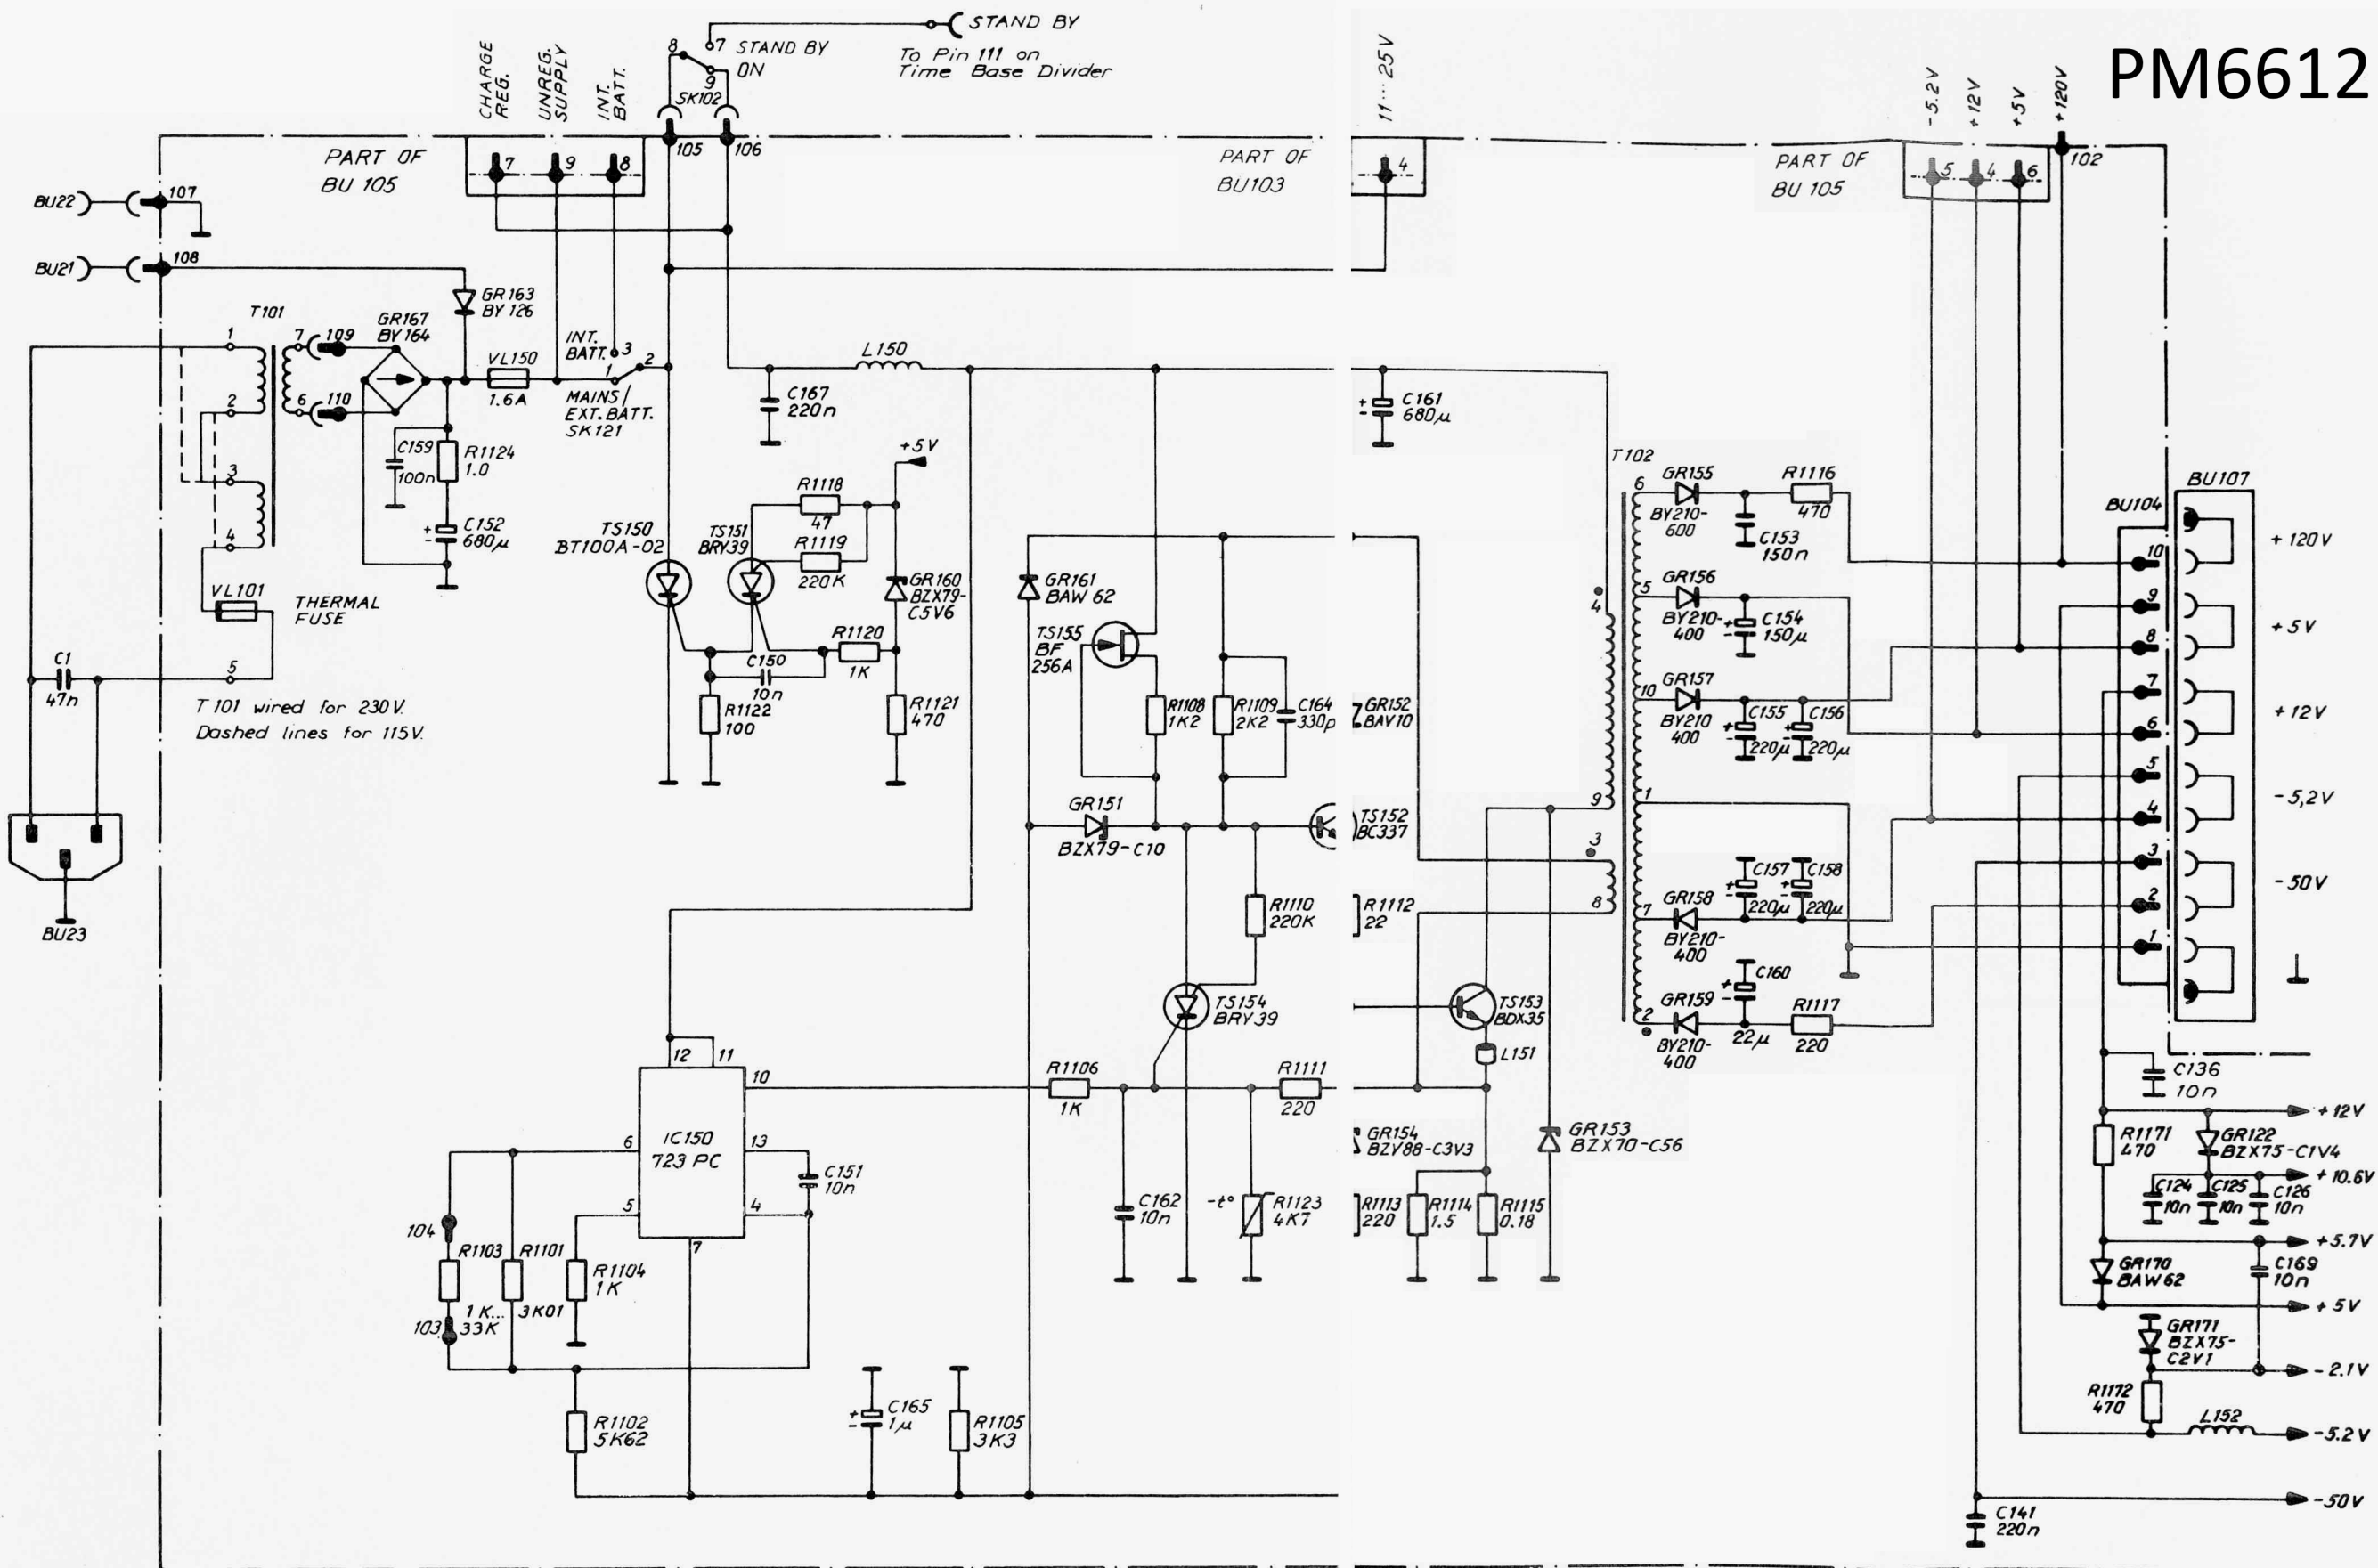 PM6612
STAND BY
To Pin 111 on
Time Base Divider
8
7
STAND BY
ON
9
SK102
CHARGE
REG.
UNREG.
SUPPLY
INT.
BATT.
11...25V
-5.2V
+12V
+5V
+120V
PART OF
BU 105
7
9
8
105
106
PART OF
BU103
4
PART OF
BU 105
5
4
6
102
BU22
107
BU21
108
GR163
BY 126
T101
1
2
3
4
5
7
109
6
110
GR167
BY 164
VL150
1.6A
INT.
BATT.
3
1
2
MAINS/
EXT. BATT.
SK121
C159
100n
R1124
1.0
C152
680µ
VL101
THERMAL
FUSE
C1
47n
T 101 wired for 230 V.
Dashed lines for 115V.
BU23
L150
C167
220n
C161
680µ
+5V
R1118
47
R1119
220K
TS150
BT100A-02
TS151
BRY39
GR160
BZX79-
C5V6
R1120
1K
C150
10n
R1122
100
R1121
470
GR161
BAW 62
TS155
BF
256A
R1108
1K2
R1109
2K2
C164
330p
GR152
BAV10
GR151
BZX79-C10
TS152
BC337
R1110
220K
R1112
22
TS154
BRY39
TS153
BDX35
L151
R1106
1K
R1111
220
12
11
10
IC150
723 PC
6
13
5
4
7
C151
10n
104
R1103
1K...
33K
103
R1101
3K01
R1104
1K
R1102
5K62
C165
1µ
R1105
3K3
C162
10n
-t°
R1123
4K7
GR154
BZY88-C3V3
R1113
220
R1114
1.5
R1115
0.18
GR153
BZX70-C56
T102
4
9
3
8
6
5
10
1
7
2
GR155
BY210-
600
C153
150n
R1116
470
GR156
BY210-
400
C154
150µ
GR157
BY210
400
C155
220µ
C156
220µ
GR158
BY210-
400
C157
220µ
C158
220µ
GR159
BY210-
400
C160
22µ
R1117
220
BU104
BU107
10
9
8
7
6
5
4
3
2
1
+ 120V
+ 5V
+ 12V
- 5,2V
- 50V
C136
10n
+ 12V
R1171
470
GR122
BZX75-C1V4
+ 10.6V
C124
10n
C125
10n
C126
10n
+5.7V
GR170
BAW 62
C169
10n
+ 5V
GR171
BZX75-
C2V1
- 2.1V
R1172
470
L152
-5.2V
-50V
C141
220n